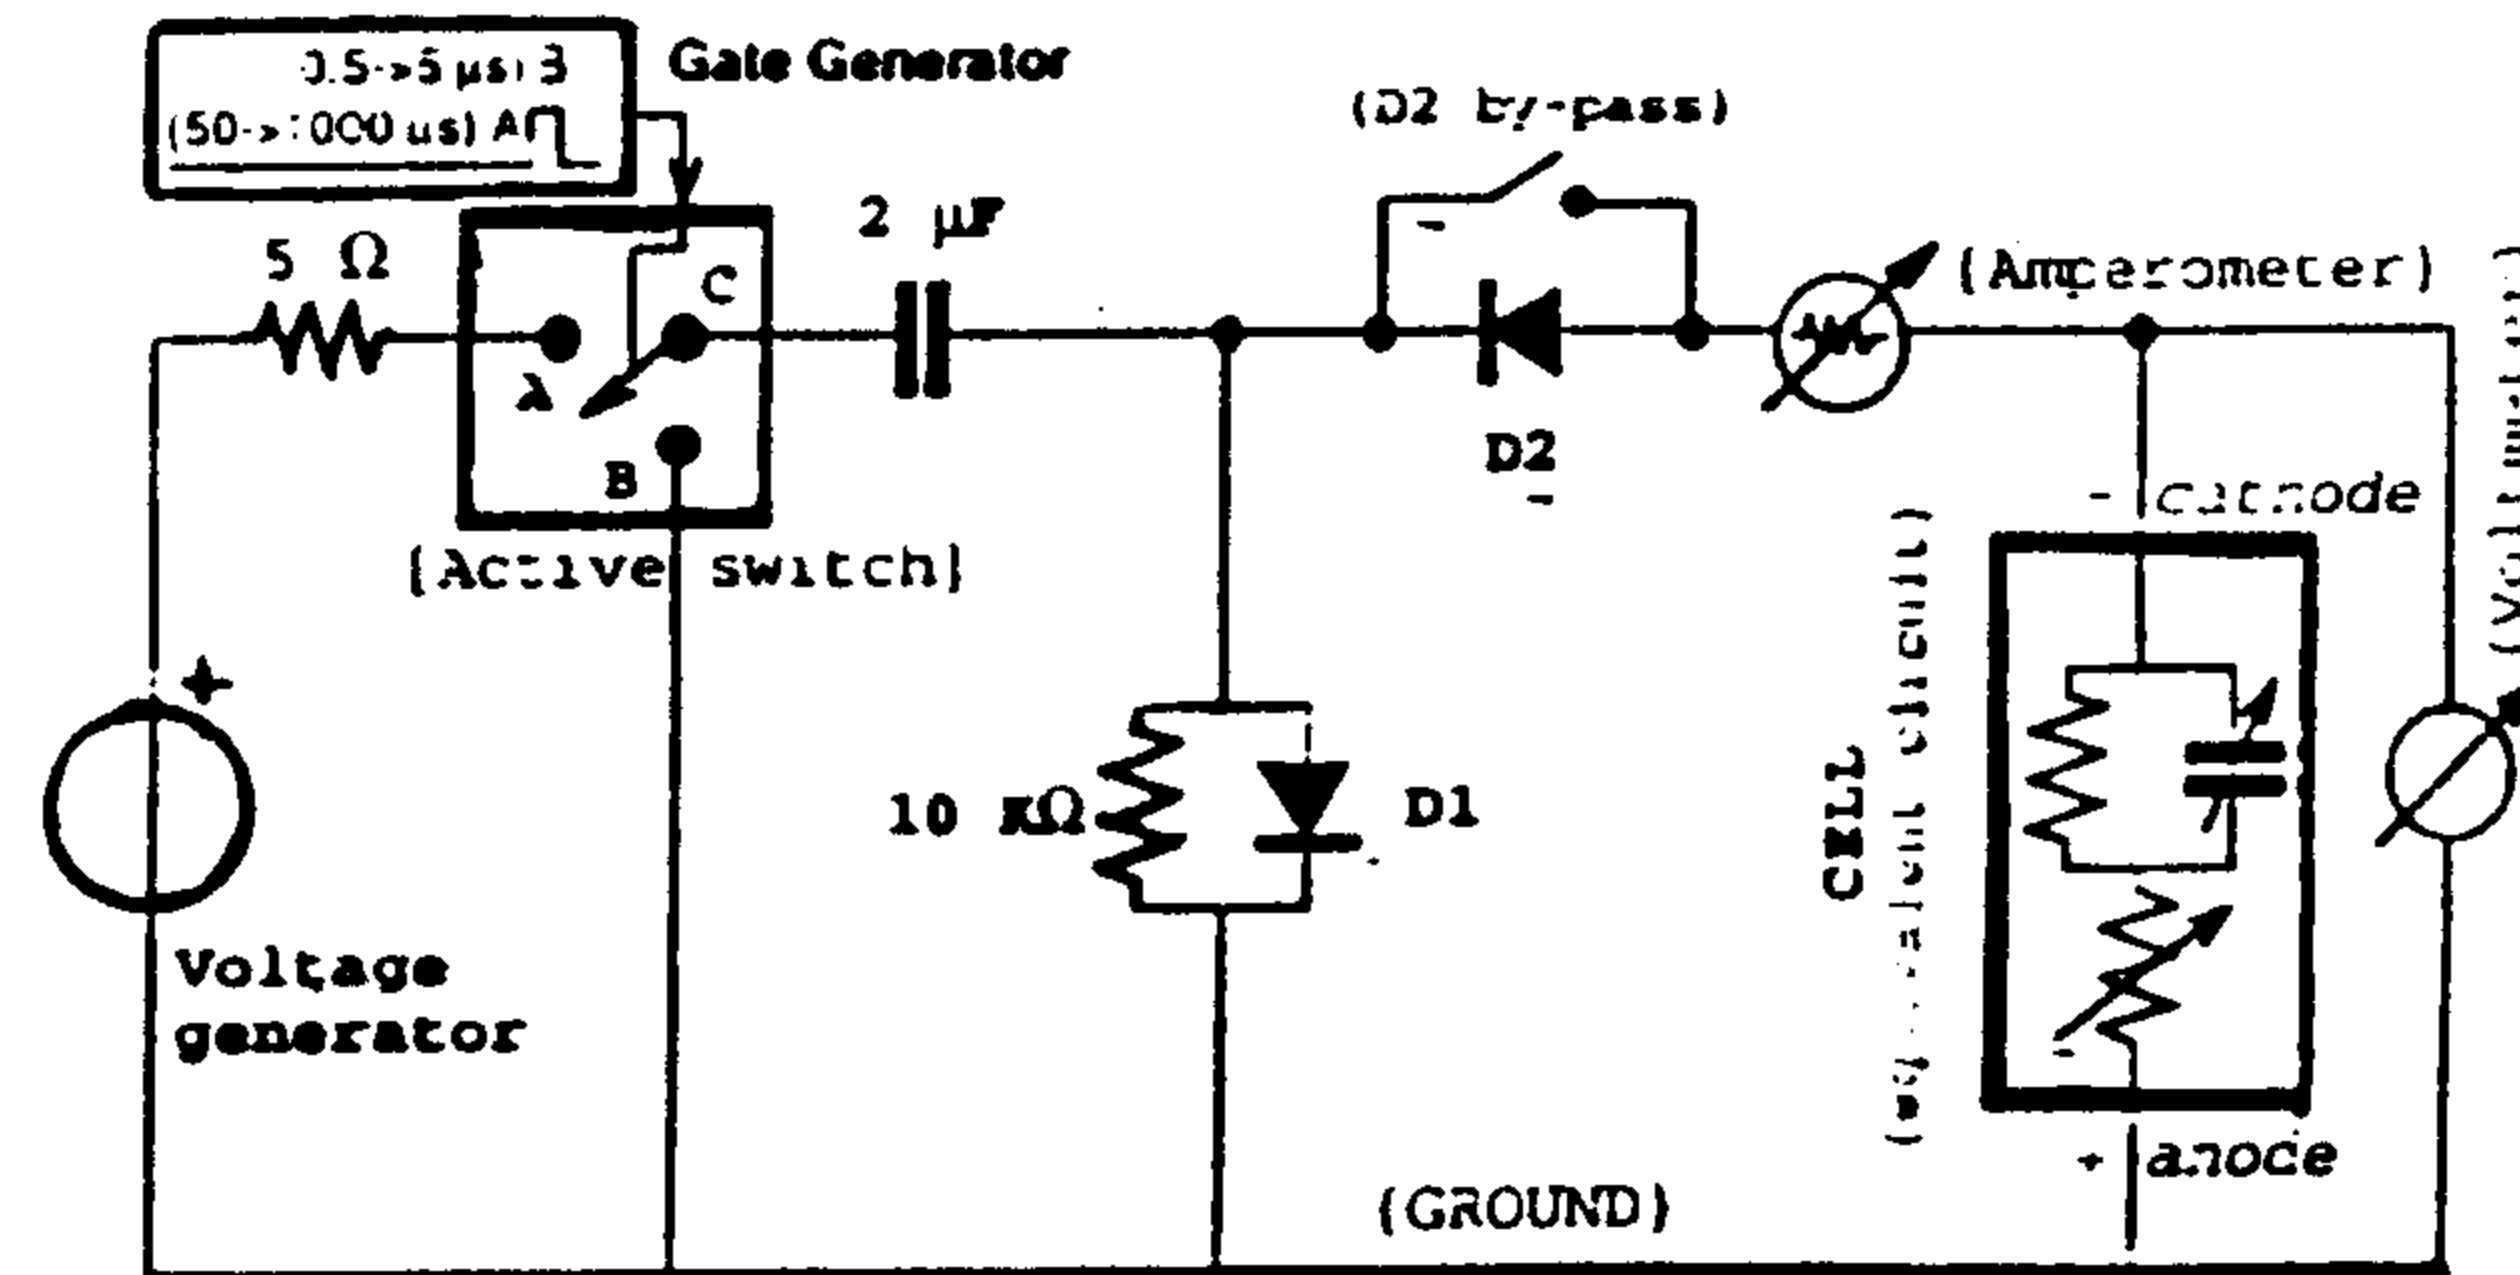 Gate Generator
(D2 by-pass)
5 Ω
2 µF
C
(Amperometer)
A
B
D2
- cathode
(Active switch)
+
10 KΩ
D1
CELL
Voltage
generator
+ anode
(GROUND)